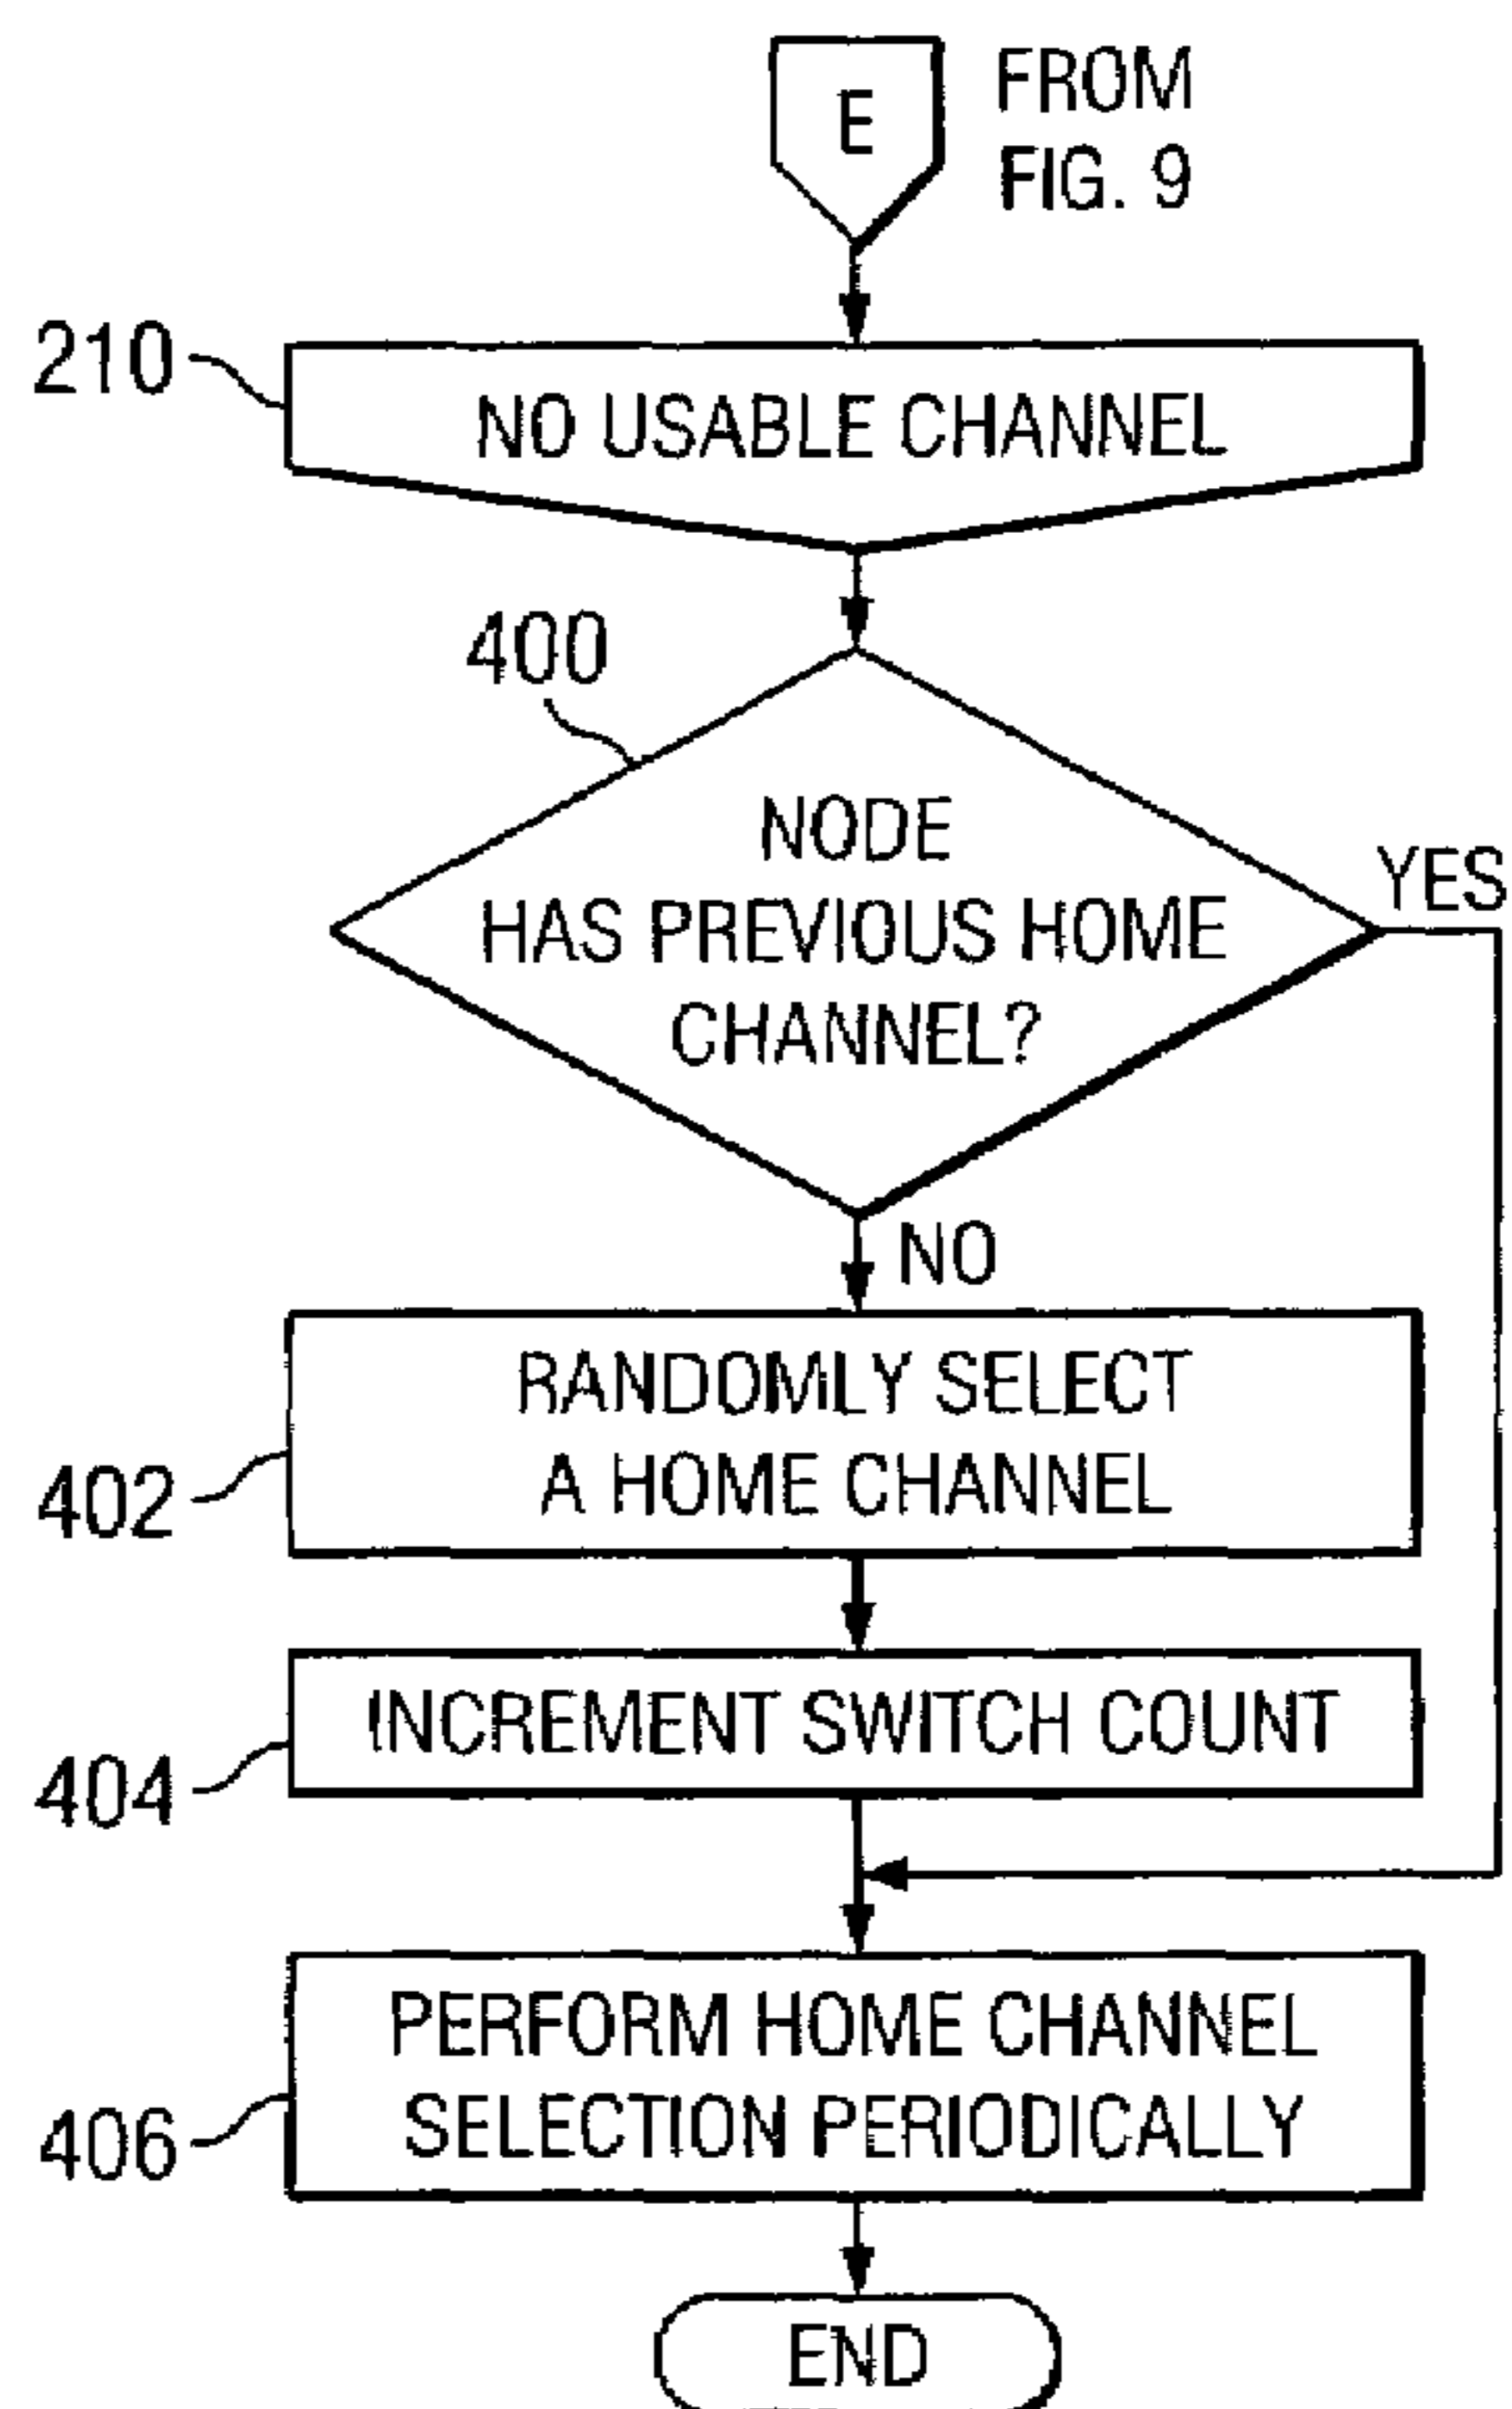 E
FROM
FIG. 9
210
NO USABLE CHANNEL
400
NODE
HAS PREVIOUS HOME
CHANNEL?
YES
NO
RANDOMLY SELECT
A HOME CHANNEL
402
INCREMENT SWITCH COUNT
404
PERFORM HOME CHANNEL
SELECTION PERIODICALLY
406
END